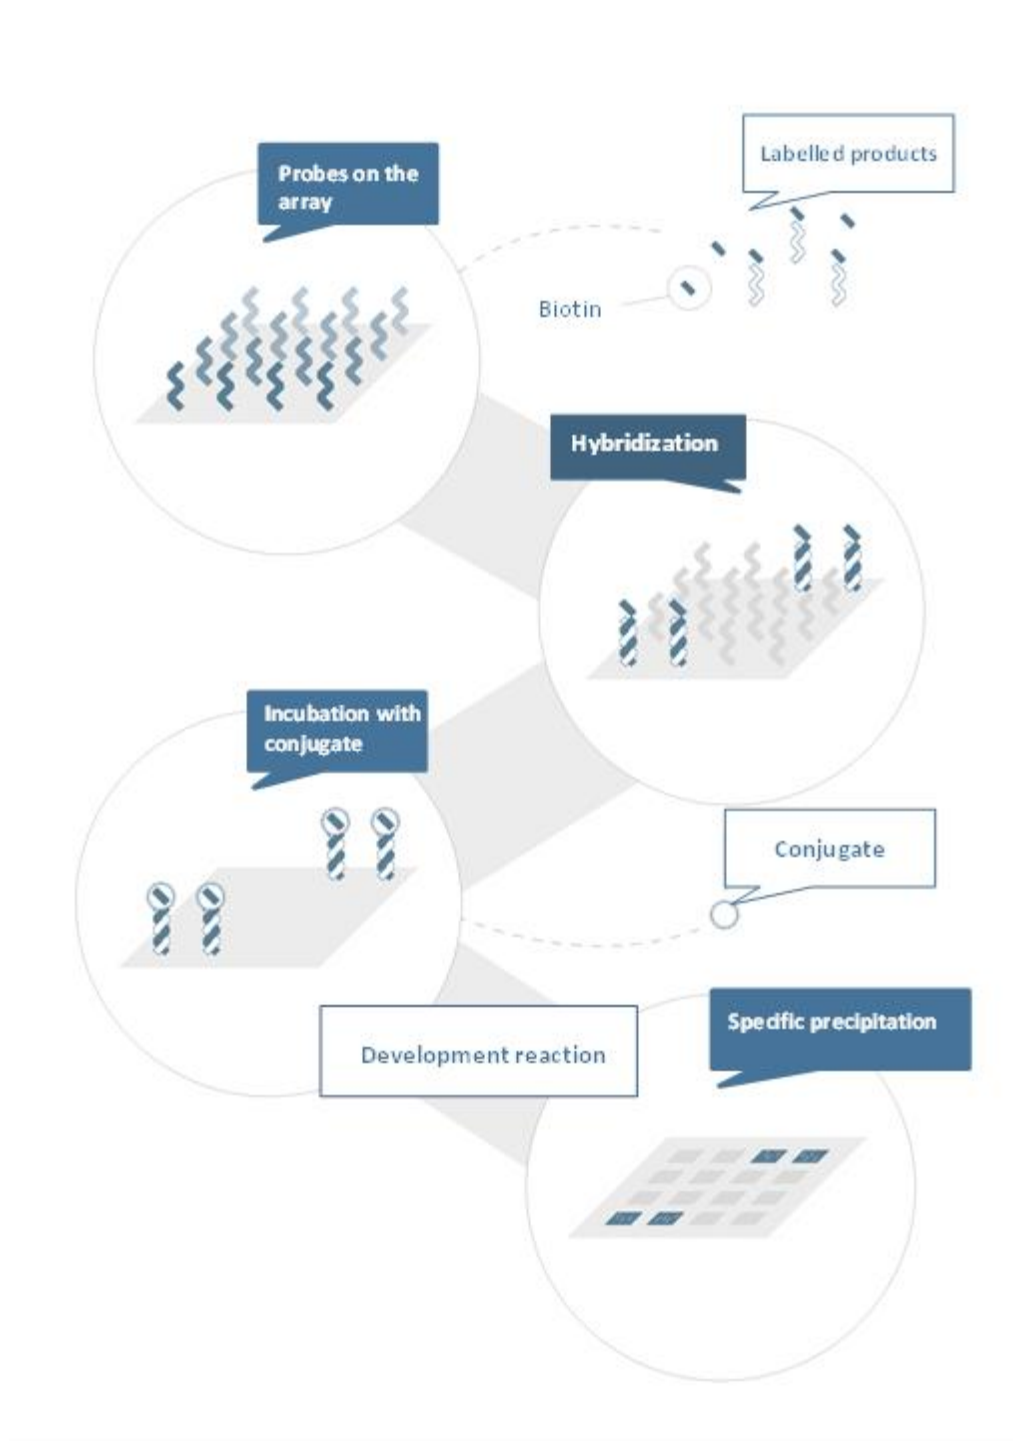 Labelled products
Probes on the
array
Biotin
Hybridization
Incubation with
conjugate
Conjugate
Specific precipitation
Development reaction